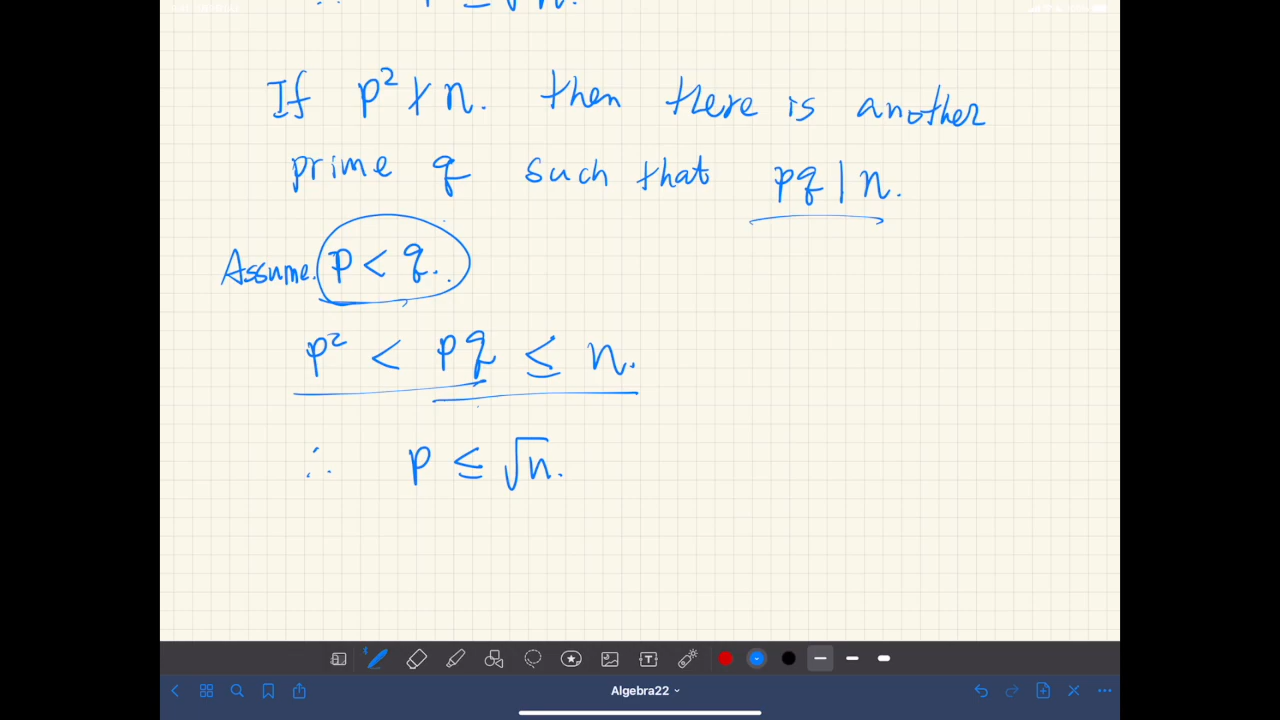 ∴ p ≤ √n.
If p² ∤ n. then there is another
prime q such that pq | n.
Assume. p < q.
p² < pq ≤ n.
∴ p ≤ √n.
Algebra22